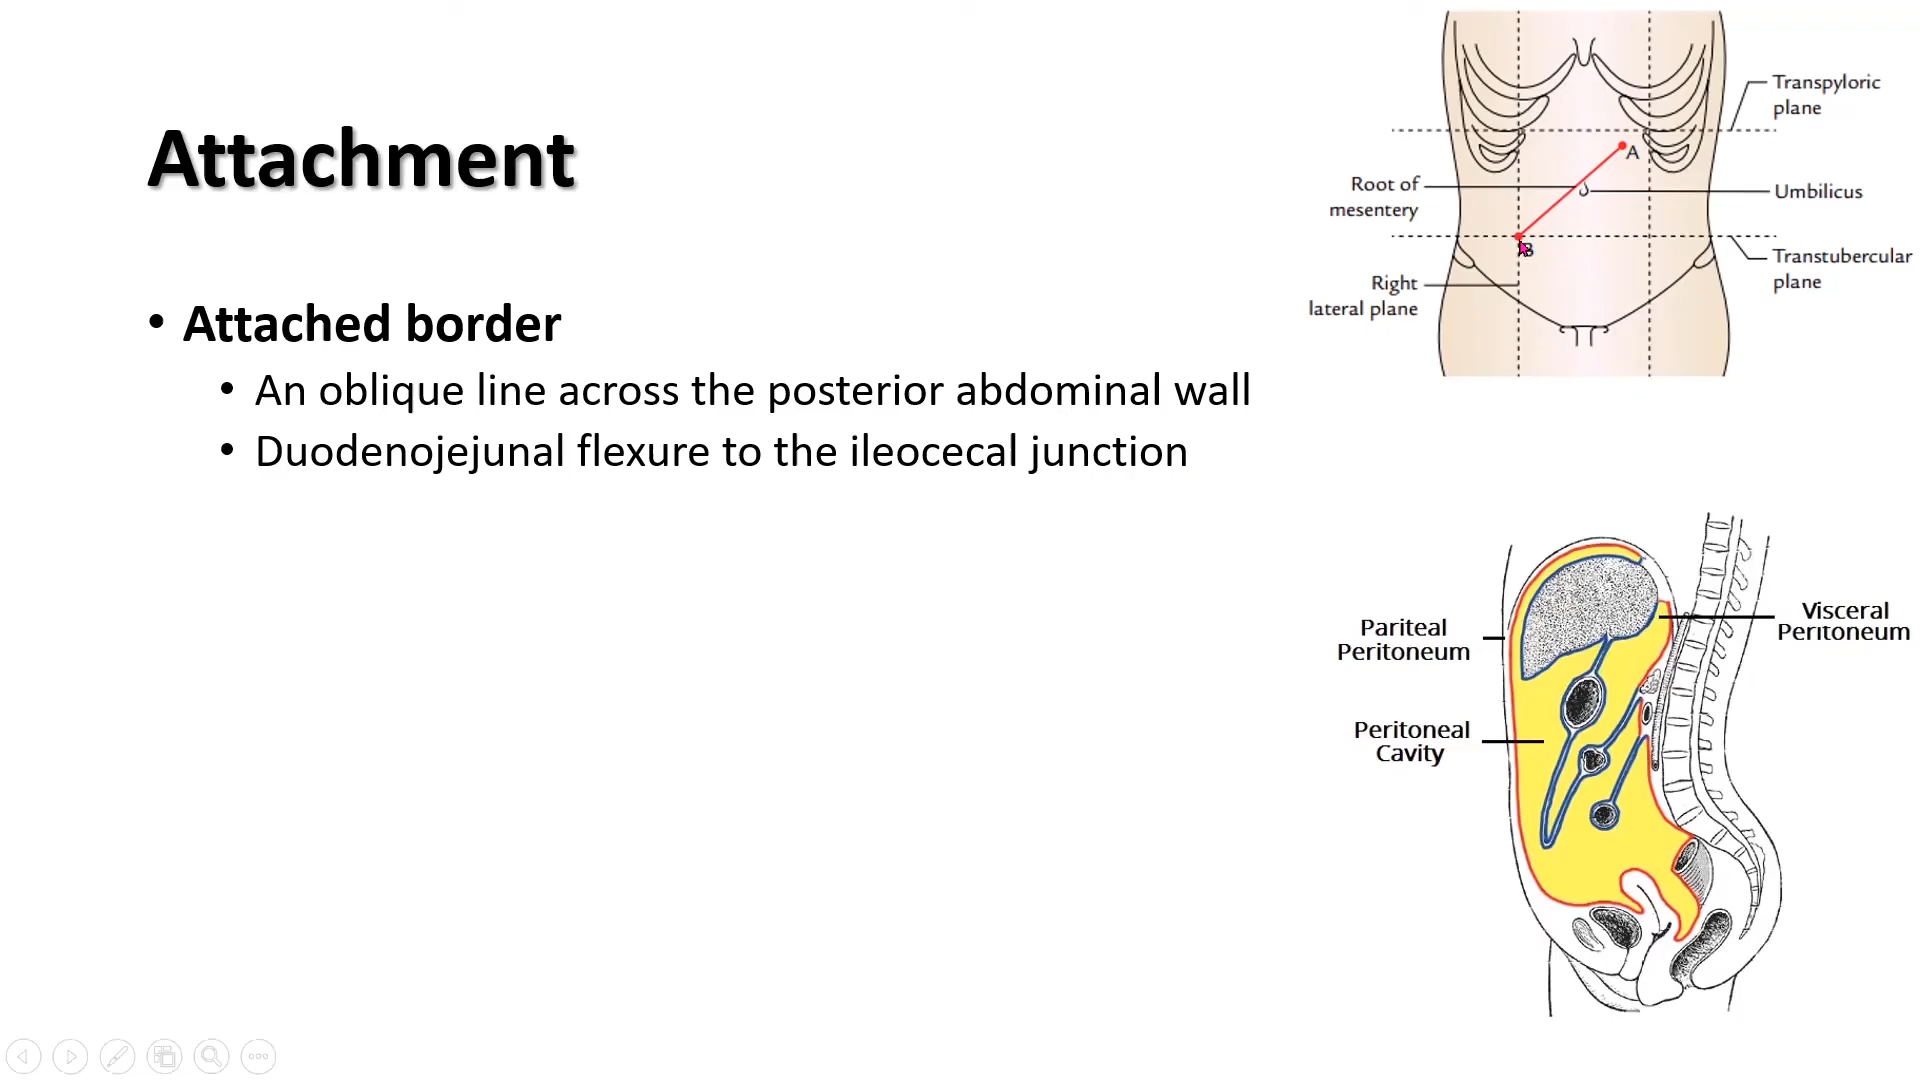 Attachment
• Attached border
• An oblique line across the posterior abdominal wall
• Duodenojejunal flexure to the ileocecal junction
Transpyloric
plane
A
Root of
mesentery
Umbilicus
B
Transtubercular
plane
Right
lateral plane
Pariteal
Peritoneum
Visceral
Peritoneum
Peritoneal
Cavity